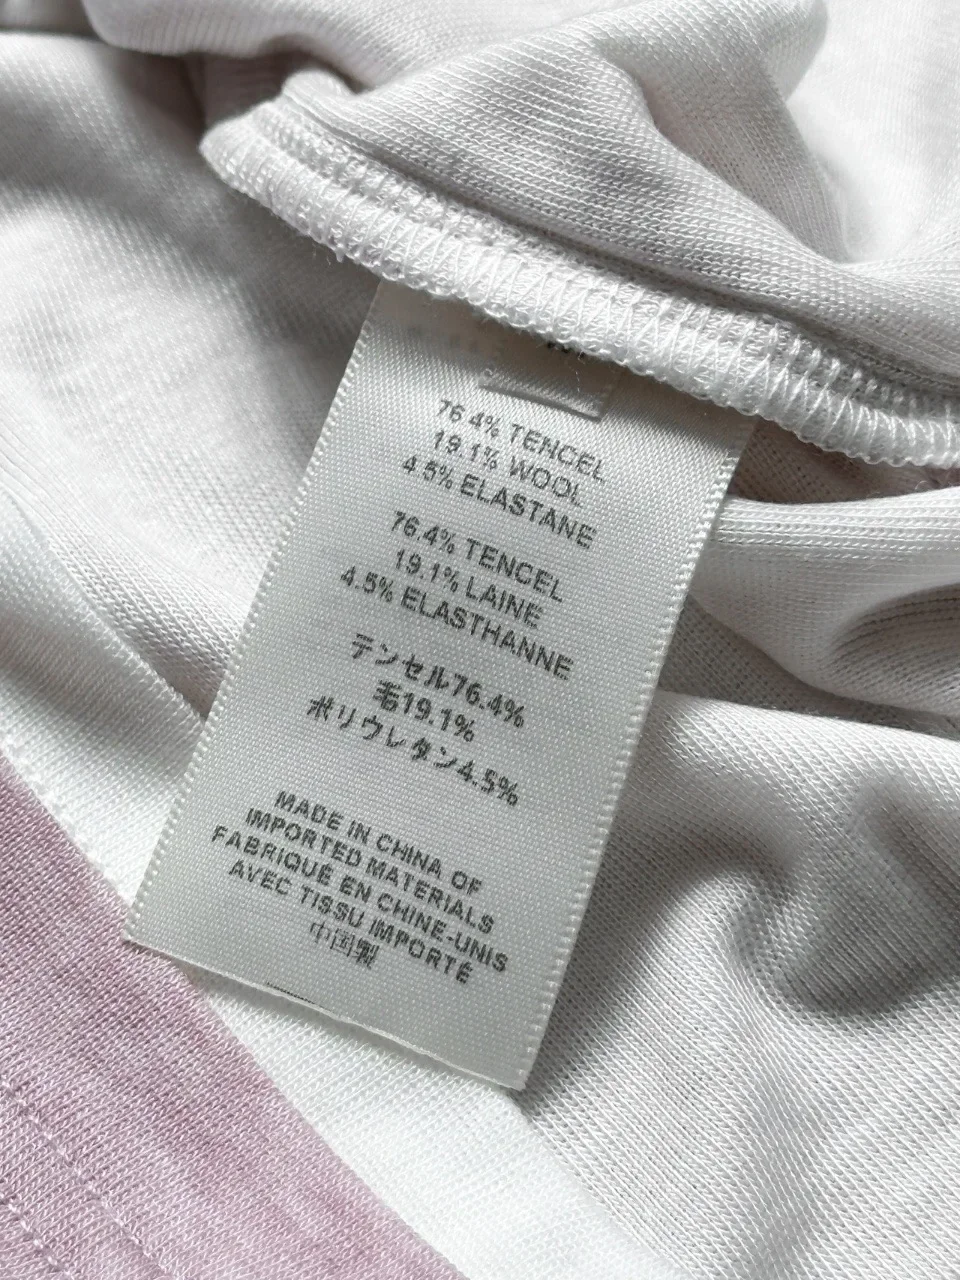 76.4% TENCEL
19.1% WOOL
4.5% ELASTANE
76.4% TENCEL
19.1% LAINE
4.5% ELASTHANNE
テンセル76.4%
毛19.1%
ポリウレタン4.5%
MADE IN CHINA OF
IMPORTED MATERIALS
FABRIQUÉ EN CHINE-UNIS
AVEC TISSU IMPORTÉ
中国製